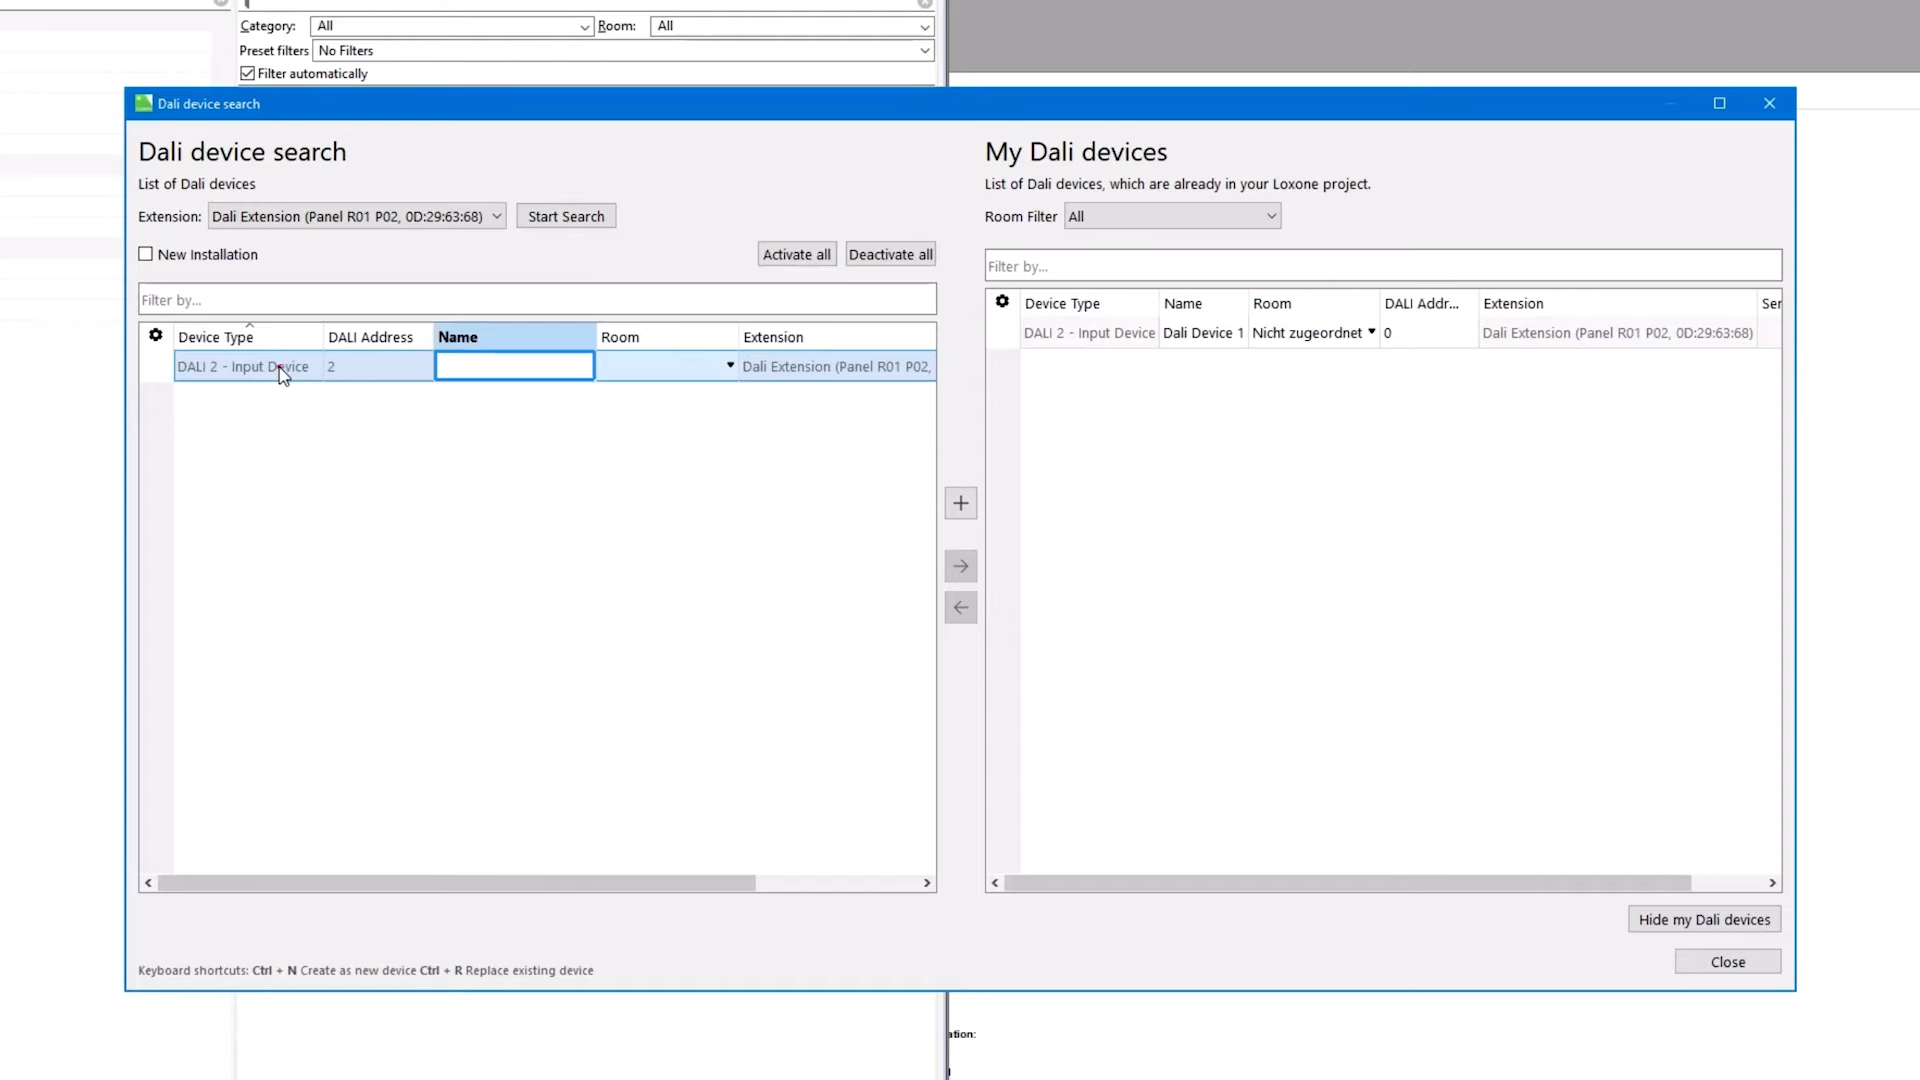 Category: All Room: All
Preset filters No Filters
Filter automatically
Dali device search
Dali device search
List of Dali devices
Extension: Dali Extension (Panel R01 P02, 0D:29:63:68) Start Search
New Installation Activate all Deactivate all
Filter by...
Device Type DALI Address Name Room Extension
DALI 2 - Input Device 2 Dali Extension (Panel R01 P02,
Keyboard shortcuts: Ctrl + N Create as new device Ctrl + R Replace existing device
My Dali devices
List of Dali devices, which are already in your Loxone project.
Room Filter All
Filter by...
Device Type Name Room DALI Addr... Extension Ser
DALI 2 - Input Device Dali Device 1 Nicht zugeordnet 0 Dali Extension (Panel R01 P02, 0D:29:63:68)
Hide my Dali devices
Close
ation: